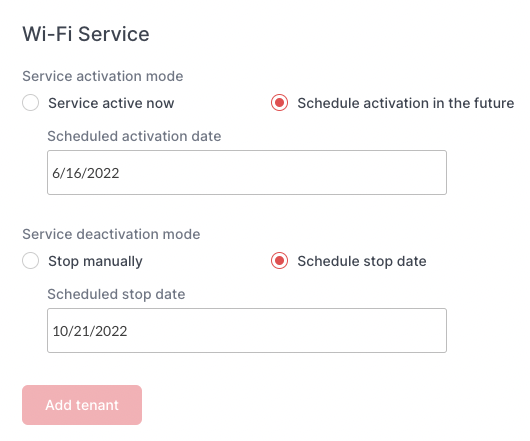 Wi-Fi Service
Service activation mode
Service active now Schedule activation in the future
Scheduled activation date
6/16/2022
Service deactivation mode
Stop manually Schedule stop date
Scheduled stop date
10/21/2022
Add tenant